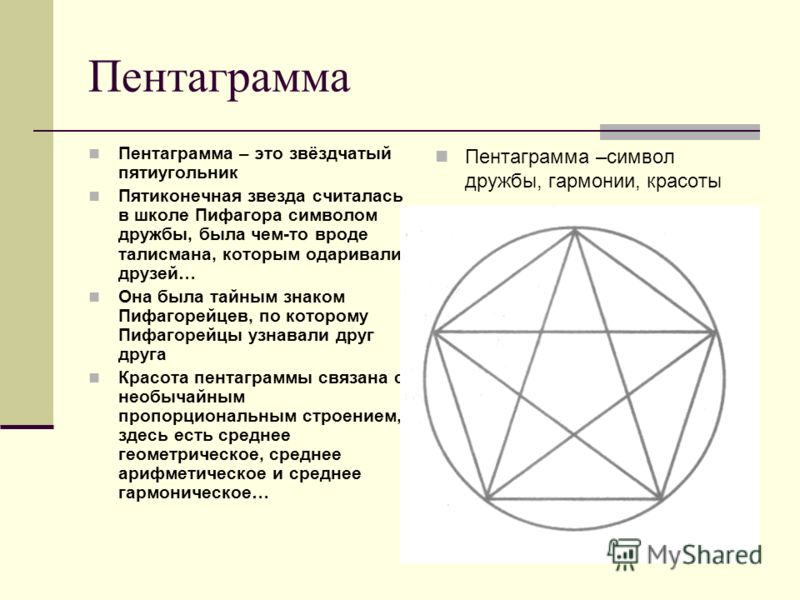 Пентаграмма
Пентаграмма – это звёздчатый
пятиугольник
Пятиконечная звезда считалась
в школе Пифагора символом
дружбы, была чем-то вроде
талисмана, которым одаривали
друзей…
Она была тайным знаком
Пифагорейцев, по которому
Пифагорейцы узнавали друг
друга
Красота пентаграммы связана с
необычайным
пропорциональным строением,
здесь есть среднее
геометрическое, среднее
арифметическое и среднее
гармоническое…
Пентаграмма –символ
дружбы, гармонии, красоты
MyShared